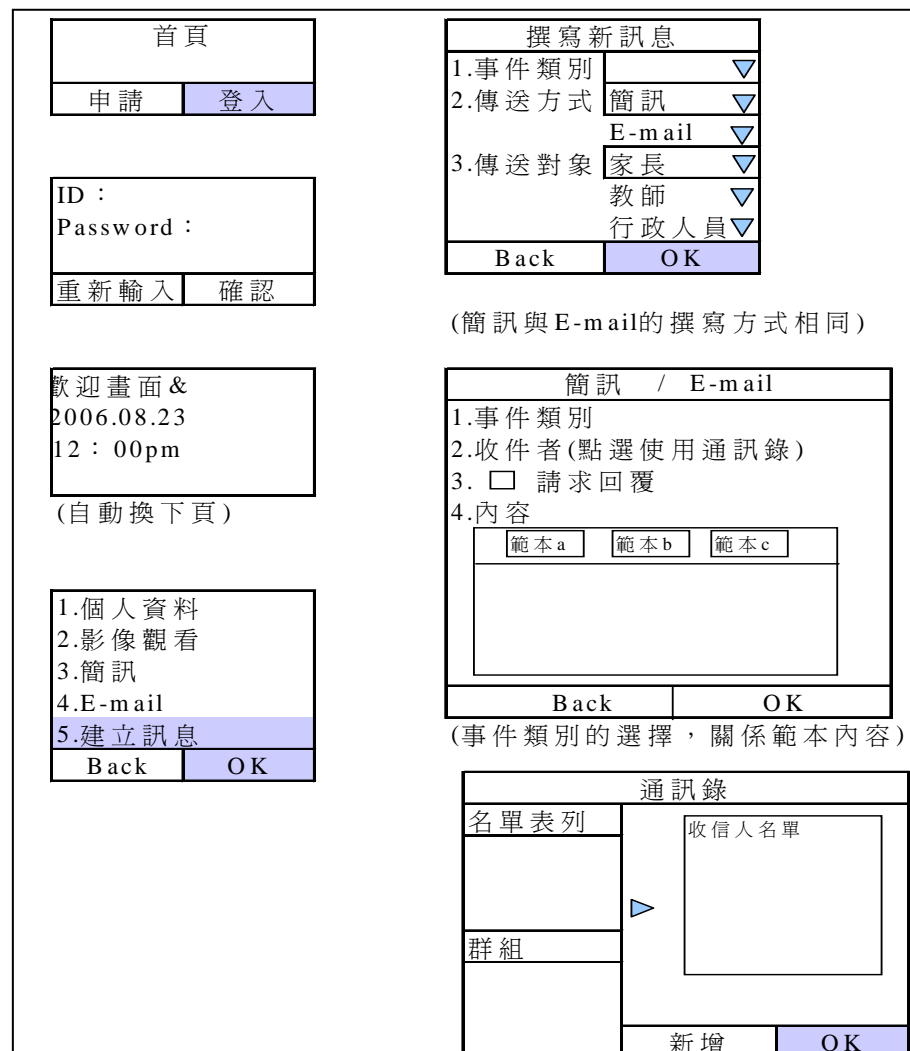 首頁
申請 登入
ID：
Password：
重新輸入 確認
歡迎畫面&
2006.08.23
12：00pm
(自動換下頁)
1.個人資料
2.影像觀看
3.簡訊
4.E-mail
5.建立訊息
Back OK
撰寫新訊息
1.事件類別
2.傳送方式 簡訊
E-mail
3.傳送對象 家長
教師
行政人員
Back OK
(簡訊與E-mail的撰寫方式相同)
簡訊 / E-mail
1.事件類別
2.收件者(點選使用通訊錄)
3. 請求回覆
4.內容
範本a 範本b 範本c
Back OK
(事件類別的選擇，關係範本內容)
通訊錄
名單表列
收信人名單
群組
新增 OK